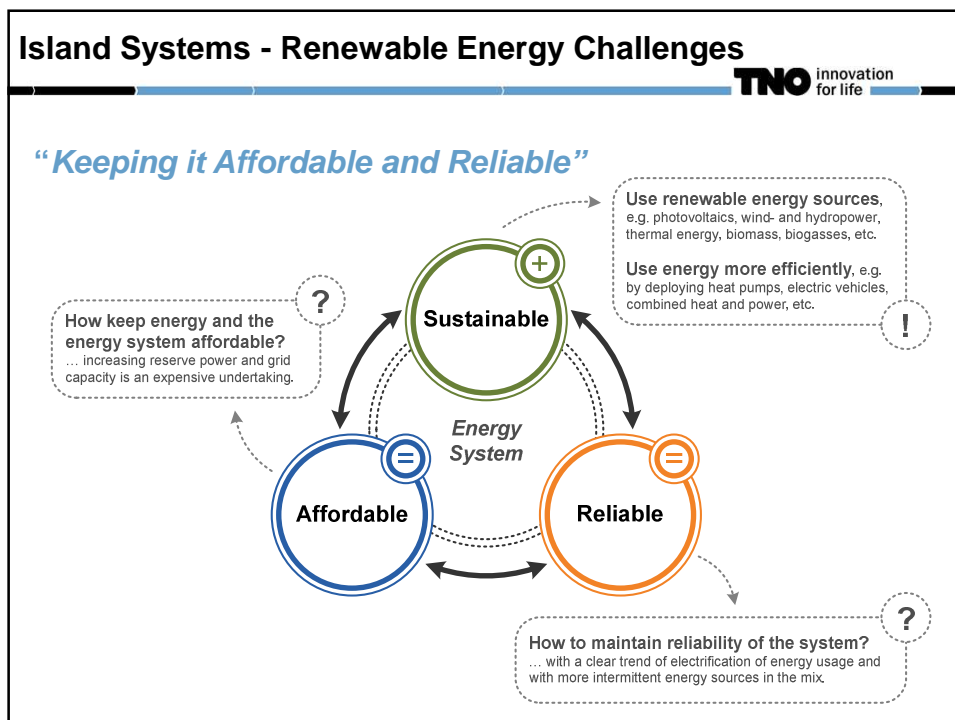 Island Systems - Renewable Energy Challenges
TNO innovation
for life
“Keeping it Affordable and Reliable”
Use renewable energy sources,
e.g. photovoltaics, wind- and hydropower,
thermal energy, biomass, biogasses, etc.
Use energy more efficiently, e.g.
by deploying heat pumps, electric vehicles,
combined heat and power, etc.
!
?
How keep energy and the
energy system affordable?
... increasing reserve power and grid
capacity is an expensive undertaking.
+
Sustainable
Energy
System
=
Affordable
=
Reliable
?
How to maintain reliability of the system?
... with a clear trend of electrification of energy usage and
with more intermittent energy sources in the mix.